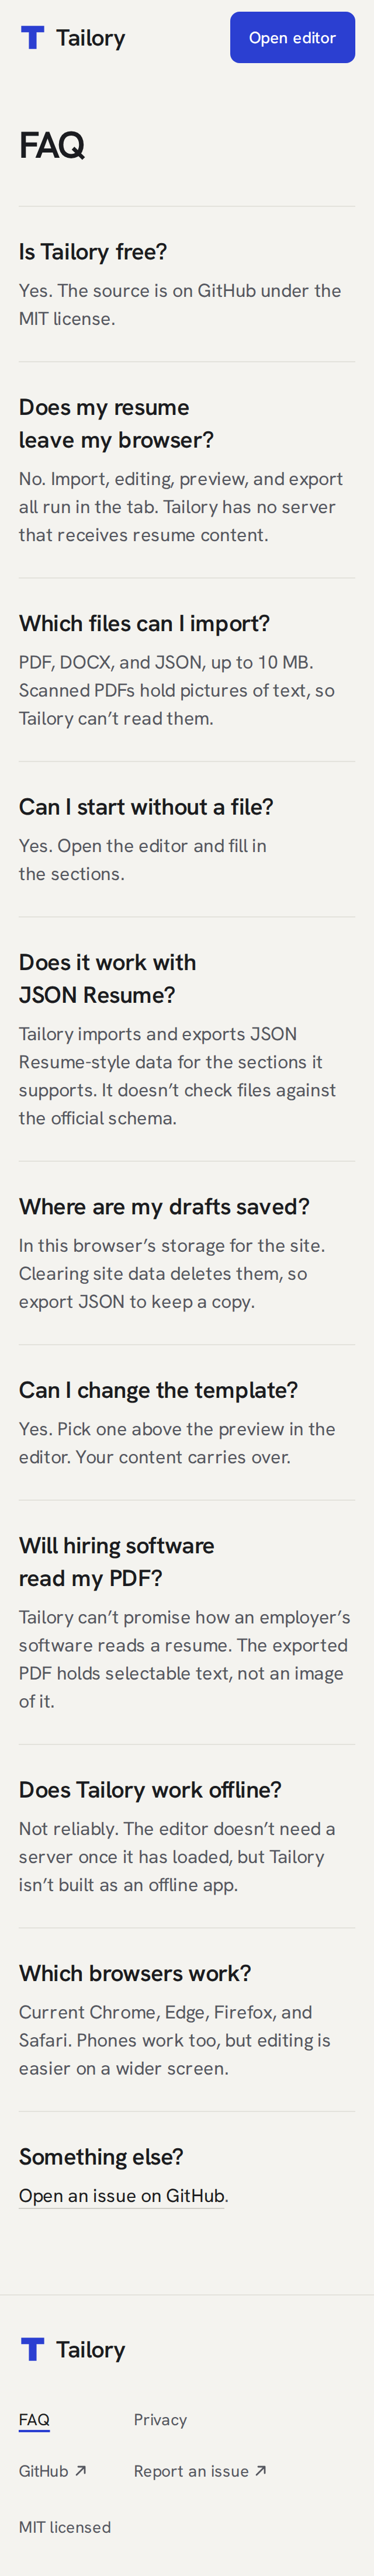 Tailory
Open editor
FAQ
Is Tailory free?
Yes. The source is on GitHub under the
MIT license.
Does my resume
leave my browser?
No. Import, editing, preview, and export
all run in the tab. Tailory has no server
that receives resume content.
Which files can I import?
PDF, DOCX, and JSON, up to 10 MB.
Scanned PDFs hold pictures of text, so
Tailory can’t read them.
Can I start without a file?
Yes. Open the editor and fill in
the sections.
Does it work with
JSON Resume?
Tailory imports and exports JSON
Resume-style data for the sections it
supports. It doesn’t check files against
the official schema.
Where are my drafts saved?
In this browser’s storage for the site.
Clearing site data deletes them, so
export JSON to keep a copy.
Can I change the template?
Yes. Pick one above the preview in the
editor. Your content carries over.
Will hiring software
read my PDF?
Tailory can’t promise how an employer’s
software reads a resume. The exported
PDF holds selectable text, not an image
of it.
Does Tailory work offline?
Not reliably. The editor doesn’t need a
server once it has loaded, but Tailory
isn’t built as an offline app.
Which browsers work?
Current Chrome, Edge, Firefox, and
Safari. Phones work too, but editing is
easier on a wider screen.
Something else?
Open an issue on GitHub.
Tailory
FAQ
Privacy
GitHub ↗
Report an issue ↗
MIT licensed